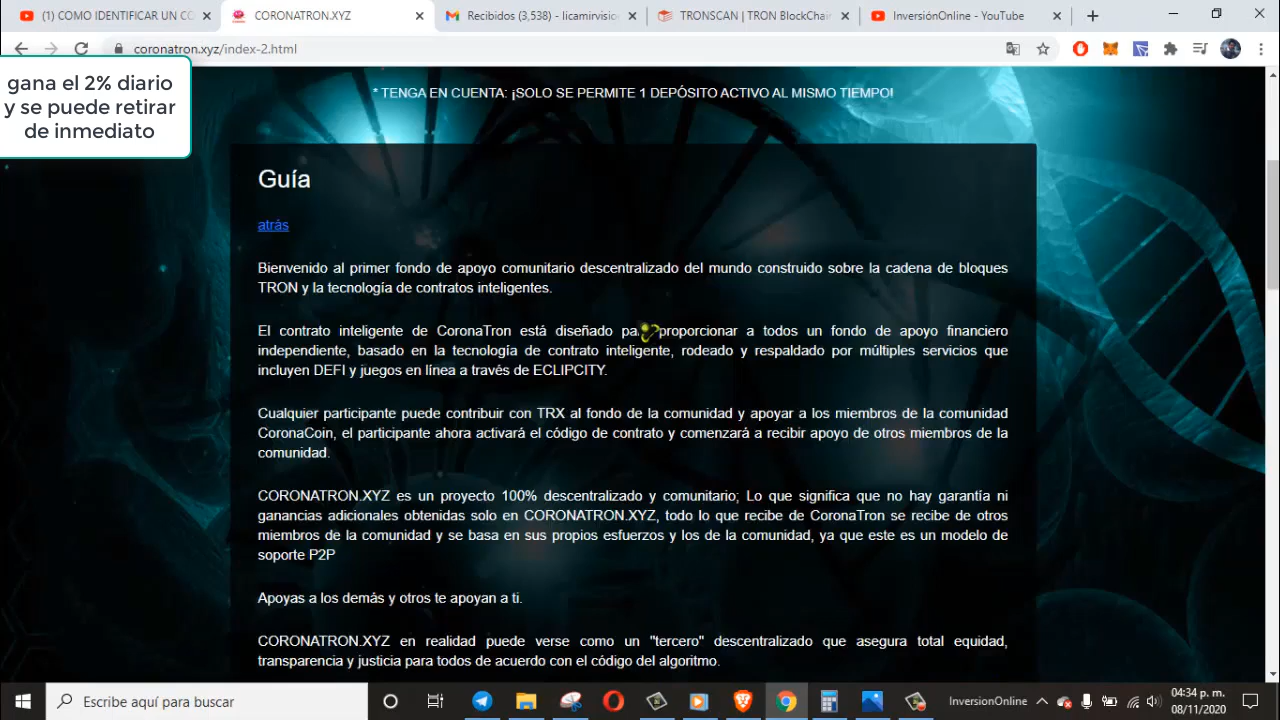 (1) COMO IDENTIFICAR UN CO
CORONATRON.XYZ
Recibidos (3,538) - licamirvisio
TRONSCAN | TRON BlockChai
InversiónOnline - YouTube
coronatron.xyz/index-2.html
gana el 2% diario
y se puede retirar
de inmediato
* TENGA EN CUENTA: ¡SOLO SE PERMITE 1 DEPÓSITO ACTIVO AL MISMO TIEMPO!
Guía
atrás
Bienvenido al primer fondo de apoyo comunitario descentralizado del mundo construido sobre la cadena de bloques
TRON y la tecnología de contratos inteligentes.
El contrato inteligente de CoronaTron está diseñado para proporcionar a todos un fondo de apoyo financiero
independiente, basado en la tecnología de contrato inteligente, rodeado y respaldado por múltiples servicios que
incluyen DEFI y juegos en línea a través de ECLIPCITY.
Cualquier participante puede contribuir con TRX al fondo de la comunidad y apoyar a los miembros de la comunidad
CoronaCoin, el participante ahora activará el código de contrato y comenzará a recibir apoyo de otros miembros de la
comunidad.
CORONATRON.XYZ es un proyecto 100% descentralizado y comunitario; Lo que significa que no hay garantía ni
ganancias adicionales obtenidas solo en CORONATRON.XYZ, todo lo que recibe de CoronaTron se recibe de otros
miembros de la comunidad y se basa en sus propios esfuerzos y los de la comunidad, ya que este es un modelo de
soporte P2P
Apoyas a los demás y otros te apoyan a ti.
CORONATRON.XYZ en realidad puede verse como un "tercero" descentralizado que asegura total equidad,
transparencia y justicia para todos de acuerdo con el código del algoritmo.
Escribe aquí para buscar
InversionOnline
04:34 p. m.
08/11/2020